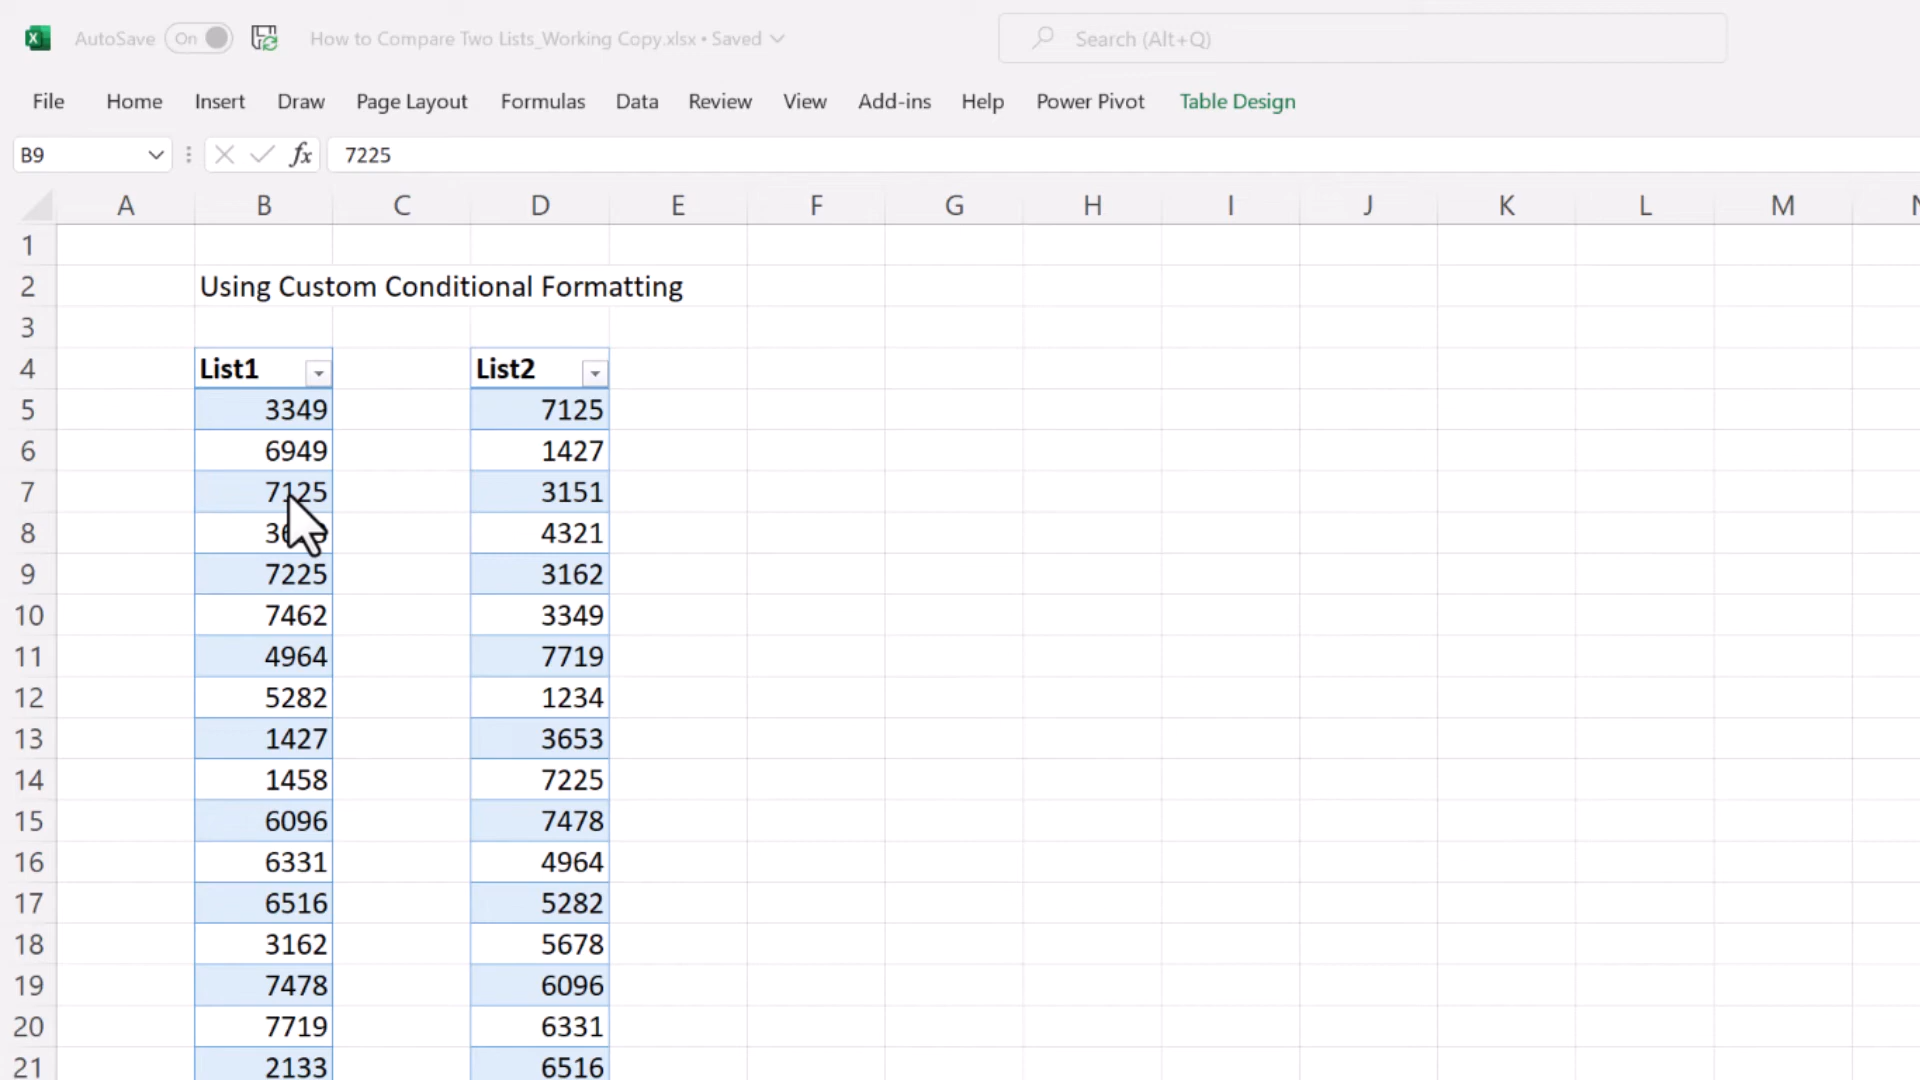 AutoSave On How to Compare Two Lists_Working Copy.xlsx • Saved Search (Alt+Q)
File Home Insert Draw Page Layout Formulas Data Review View Add-ins Help Power Pivot Table Design
B9 fx 7225
A B C D E F G H I J K L M
1
2 Using Custom Conditional Formatting
3
4 List1 List2
5 3349 7125
6 6949 1427
7 7125 3151
8 4321
9 7225 3162
10 7462 3349
11 4964 7719
12 5282 1234
13 1427 3653
14 1458 7225
15 6096 7478
16 6331 4964
17 6516 5282
18 3162 5678
19 7478 6096
20 7719 6331
21 2133 6516